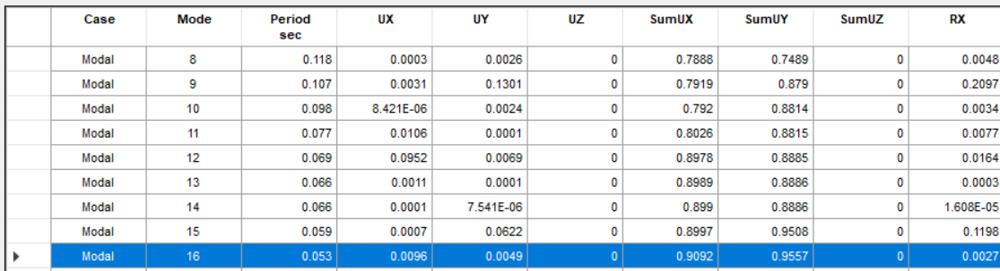 Case Mode Period sec UX UY UZ SumUX SumUY SumUZ RX
Modal 8 0.118 0.0003 0.0026 0 0.7888 0.7489 0 0.0048
Modal 9 0.107 0.0031 0.1301 0 0.7919 0.879 0 0.2097
Modal 10 0.098 8.421E-06 0.0024 0 0.792 0.8814 0 0.0034
Modal 11 0.077 0.0106 0.0001 0 0.8026 0.8815 0 0.0077
Modal 12 0.069 0.0952 0.0069 0 0.8978 0.8885 0 0.0164
Modal 13 0.066 0.0011 0.0001 0 0.8989 0.8886 0 0.0003
Modal 14 0.066 0.0001 7.541E-06 0 0.899 0.8886 0 1.608E-05
Modal 15 0.059 0.0007 0.0622 0 0.8997 0.9508 0 0.1198
Modal 16 0.053 0.0096 0.0049 0 0.9092 0.9557 0 0.0027